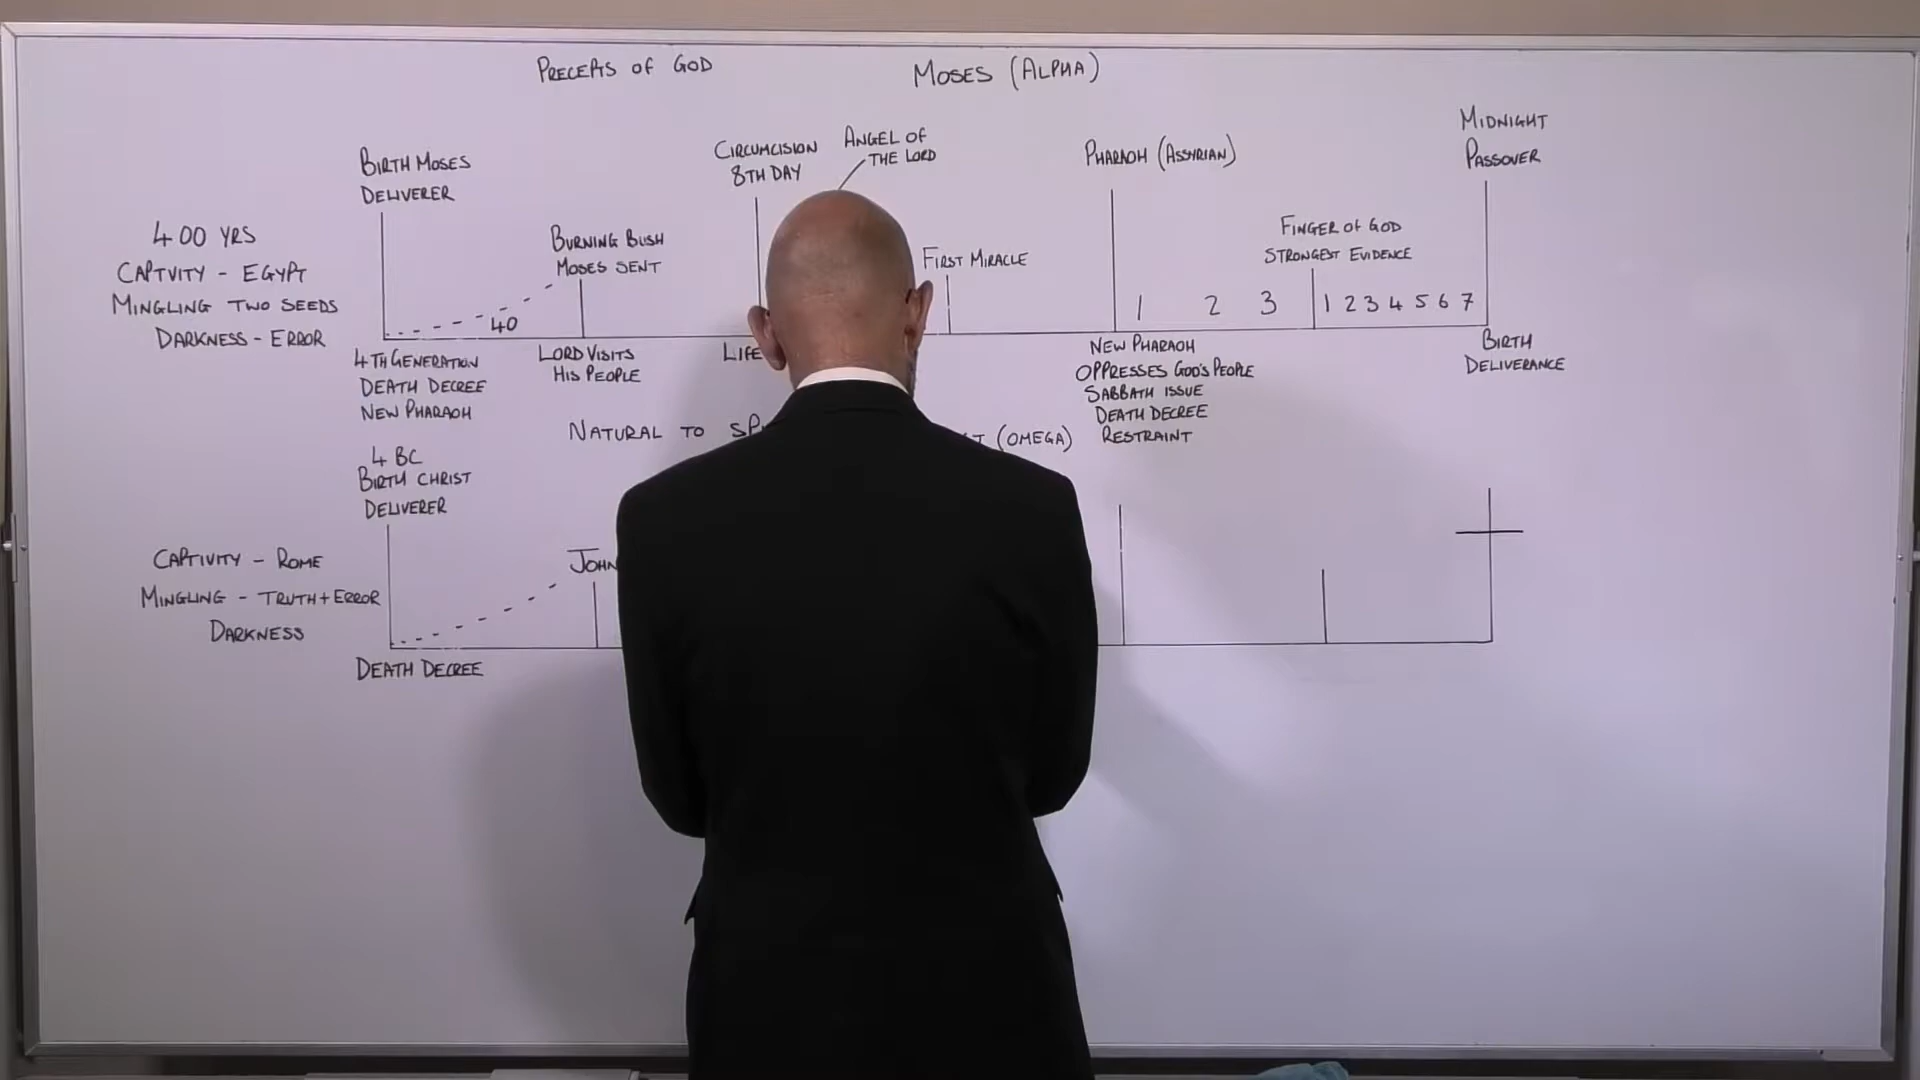 PRECEPTS OF GOD
MOSES (ALPHA)
BIRTH MOSES
DELIVERER
400 YRS
CAPTVITY - EGYPT
MINGLING TWO SEEDS
DARKNESS - ERROR
BURNING BUSH
MOSES SENT
CIRCUMCISION
8TH DAY
ANGEL OF
THE LORD
FIRST MIRACLE
PHARAOH (ASSYRIAN)
FINGER OF GOD
STRONGEST EVIDENCE
MIDNIGHT
PASSOVER
40
1 2 3
1 2 3 4 5 6 7
4TH GENERATION
DEATH DECREE
NEW PHARAOH
LORD VISITS
HIS PEOPLE
LIFE
NEW PHARAOH
OPPRESSES GOD'S PEOPLE
SABBATH ISSUE
DEATH DECREE
RESTRAINT
BIRTH
DELIVERANCE
NATURAL TO
(OMEGA)
4 BC
BIRTH CHRIST
DELIVERER
CAPTIVITY - ROME
MINGLING - TRUTH + ERROR
DARKNESS
JOHN
DEATH DECREE